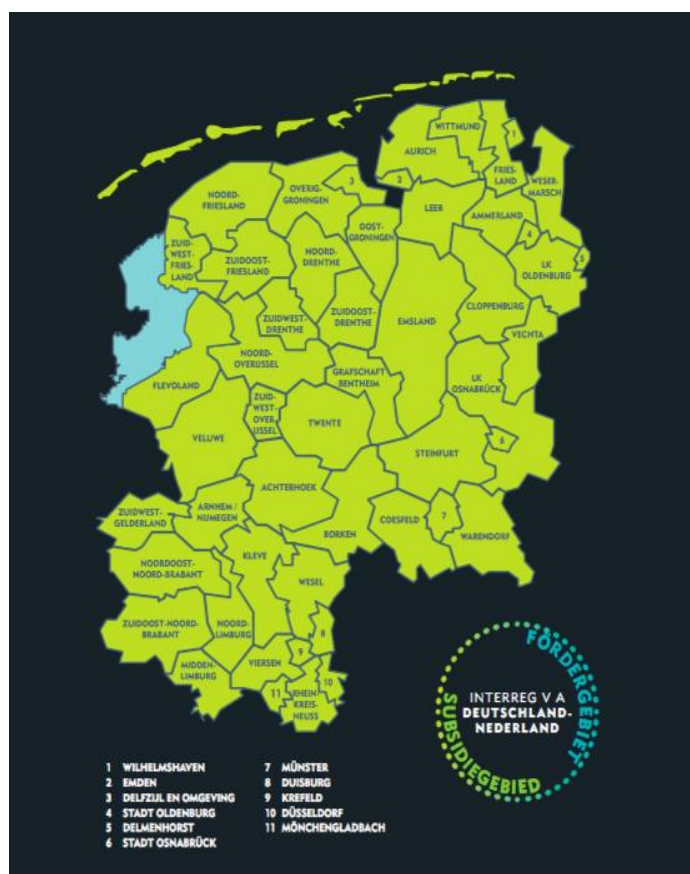 WITTMUND
1
AURICH
FRIES-
LAND
WESER-
MARSCH
NOORD-
FRIESLAND
OVERIG-
GRONINGEN
3
2
LEER
AMMERLAND
OOST-
GRONINGEN
4
5
ZUID-
WEST-
FRIES-
LAND
ZUIDOOST-
FRIESLAND
NOORD-
DRENTHE
LK
OLDENBURG
CLOPPENBURG
ZUIDWEST-
DRENTHE
ZUIDOOST-
DRENTHE
EMSLAND
VECHTA
NOORD-
OVERIJSSEL
GRAFSCHAFT
BENTHEIM
LK
OSNABRÜCK
FLEVOLAND
ZUID-
WEST-
OVER
IJSSEL
TWENTE
VELUWE
6
STEINFURT
ACHTERHOEK
ZUIDWEST-
GELDERLAND
ARNHEM /
NIJMEGEN
COESFELD
7
WARENDORF
BORKEN
KLEVE
NOORDOOST-
NOORD-BRABANT
WESEL
ZUIDOOST-NOORD-
BRABANT
NOORD-
LIMBURG
8
9
VIERSEN
MIDDEN-
LIMBURG
10
11
RHEIN-
KREIS-
NEUSS
FÖRDERGEBIET
INTERREG V A
DEUTSCHLAND-
NEDERLAND
SUBSIDIEGEBIED
1 WILHELMSHAVEN
2 EMDEN
3 DELFZIJL EN OMGEVING
4 STADT OLDENBURG
5 DELMENHORST
6 STADT OSNABRÜCK
7 MÜNSTER
8 DUISBURG
9 KREFELD
10 DÜSSELDORF
11 MÖNCHENGLADBACH